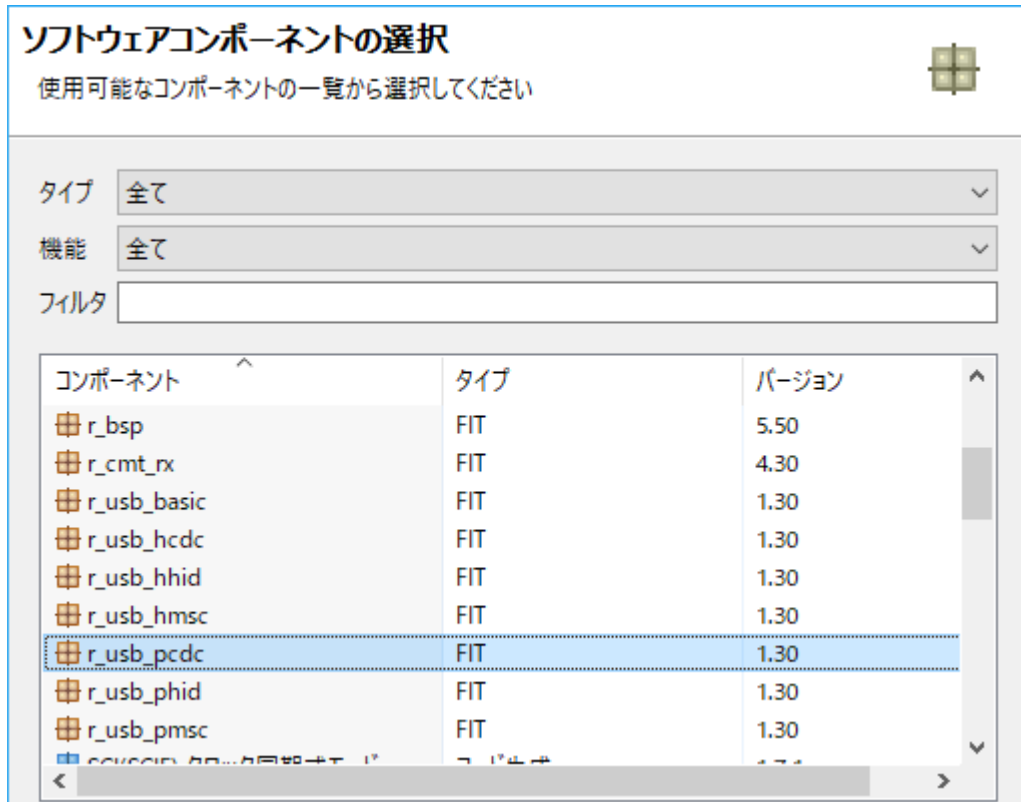 ソフトウェアコンポーネントの選択
使用可能なコンポーネントの一覧から選択してください
タイプ 全て
機能 全て
フィルタ
コンポーネント タイプ バージョン
r_bsp FIT 5.50
r_cmt_rx FIT 4.30
r_usb_basic FIT 1.30
r_usb_hcdc FIT 1.30
r_usb_hhid FIT 1.30
r_usb_hmsc FIT 1.30
r_usb_pcdc FIT 1.30
r_usb_phid FIT 1.30
r_usb_pmsc FIT 1.30